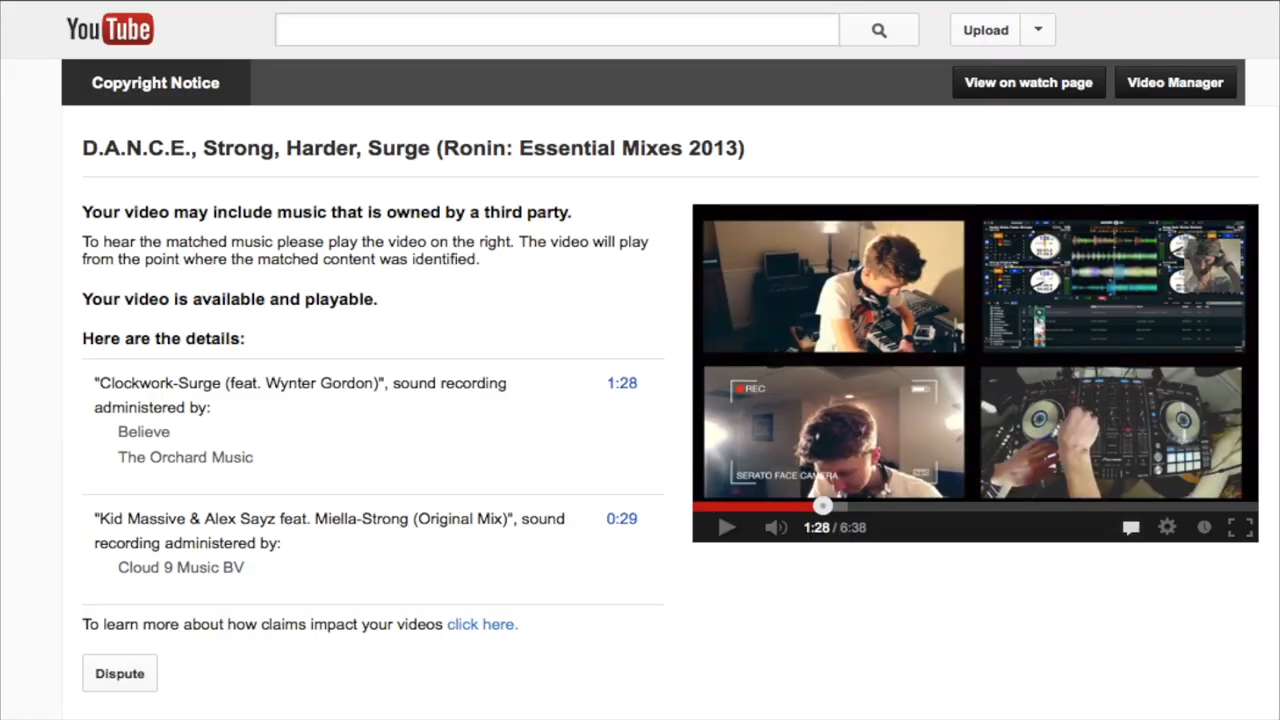 YouTube
Upload
Copyright Notice
View on watch page
Video Manager
D.A.N.C.E., Strong, Harder, Surge (Ronin: Essential Mixes 2013)
Your video may include music that is owned by a third party.
To hear the matched music please play the video on the right. The video will play
from the point where the matched content was identified.
Your video is available and playable.
Here are the details:
"Clockwork-Surge (feat. Wynter Gordon)", sound recording 1:28
administered by:
Believe
The Orchard Music
"Kid Massive & Alex Sayz feat. Miella-Strong (Original Mix)", sound 0:29
recording administered by:
Cloud 9 Music BV
To learn more about how claims impact your videos click here.
Dispute
REC
SERATO FACE CAMERA
1:28 / 6:38